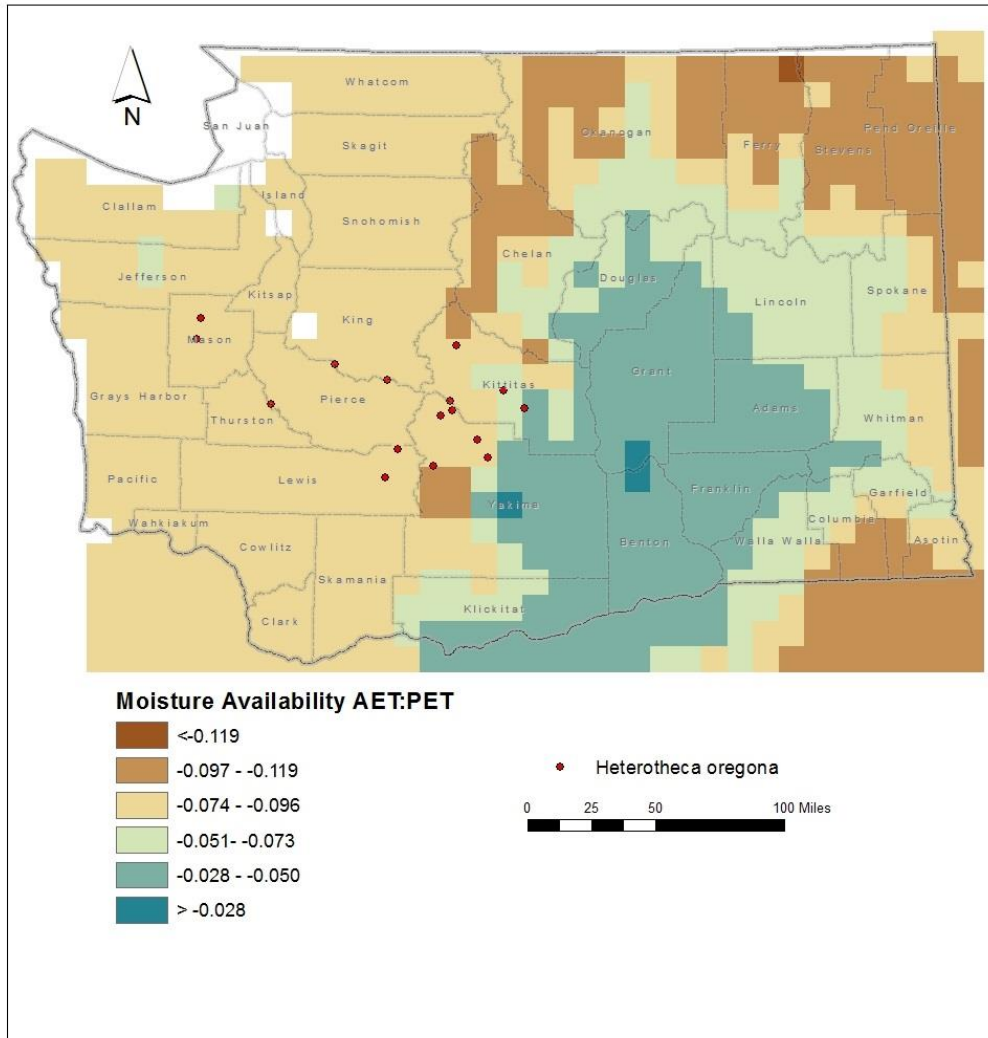 N
Whatcom
San Juan
Okanogan
Pend Oreille
Skagit
Ferry
Stevens
Island
Clallam
Snohomish
Chelan
Jefferson
Douglas
Kitsap
Lincoln
Spokane
King
Mason
Grant
Kittitas
Grays Harbor
Pierce
Adams
Thurston
Whitman
Pacific
Lewis
Franklin
Garfield
Yakima
Columbia
Wahkiakum
Benton
Walla Walla
Asotin
Cowlitz
Skamania
Klickitat
Clark
Moisture Availability AET:PET
<-0.119
-0.097 - -0.119
-0.074 - -0.096
-0.051- -0.073
-0.028 - -0.050
> -0.028
Heterotheca oregona
0 25 50 100 Miles